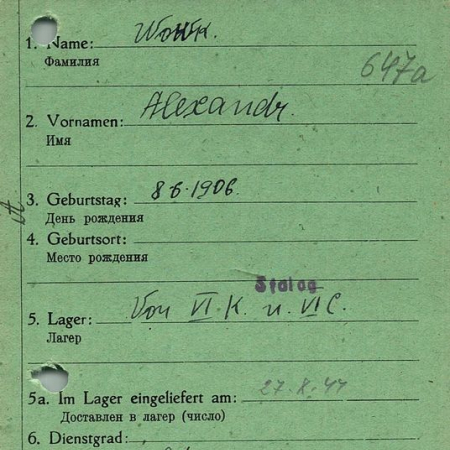 1. Name: Wowk.
Фамилия
647a
2. Vornamen: Alexandr.
Имя
3. Geburtstag: 8.6.1906.
День рождения
4. Geburtsort:
Место рождения
Stalag
5. Lager: Von VI.K. u. VI C.
Лагер
5a. Im Lager eingeliefert am: 27.8.44
Доставлен в лагер (число)
6. Dienstgrad: